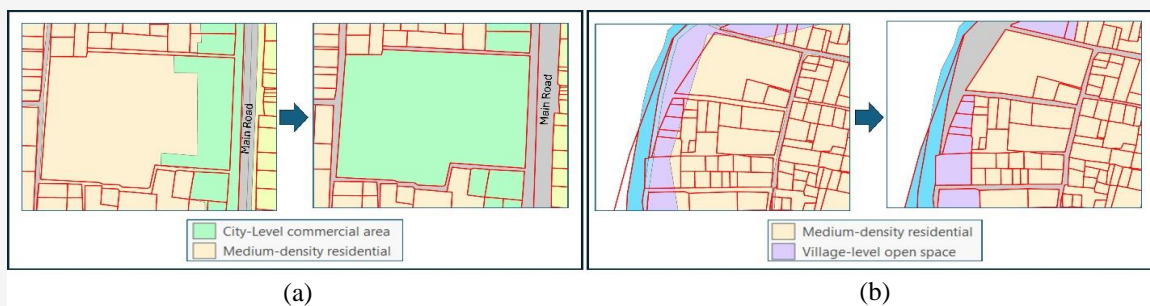 Main Road
Main Road
City-Level commercial area
Medium-density residential
Medium-density residential
Village-level open space
(a)
(b)